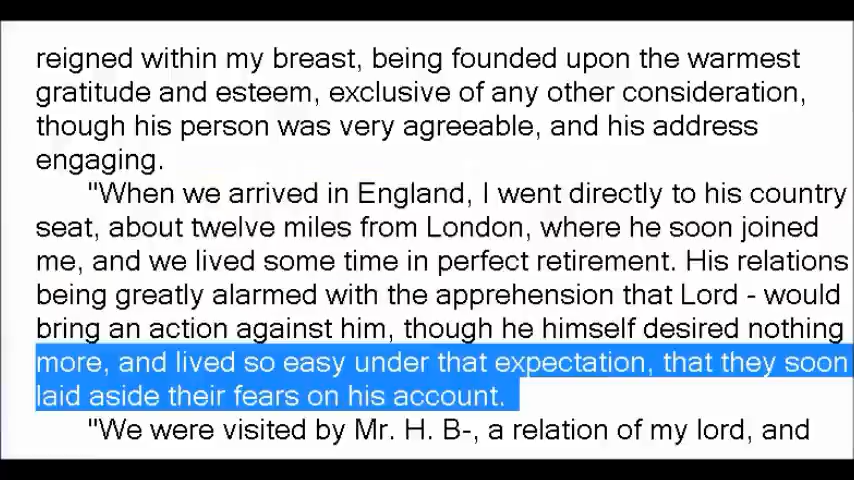 reigned within my breast, being founded upon the warmest
gratitude and esteem, exclusive of any other consideration,
though his person was very agreeable, and his address
engaging.
"When we arrived in England, I went directly to his country
seat, about twelve miles from London, where he soon joined
me, and we lived some time in perfect retirement. His relations
being greatly alarmed with the apprehension that Lord - would
bring an action against him, though he himself desired nothing
more, and lived so easy under that expectation, that they soon
laid aside their fears on his account.
"We were visited by Mr. H. B-, a relation of my lord, and